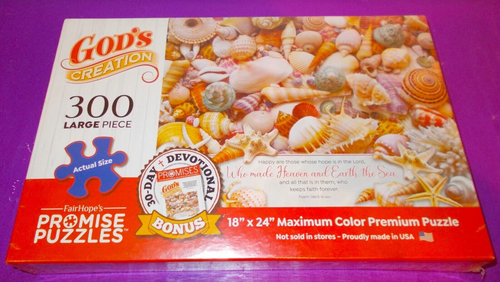 GOD'S
CREATION
300
LARGE PIECE
Actual Size
FairHope's
PROMISE
PUZZLES
30-DAY DEVOTIONAL
PROMISES
God's
BONUS
Happy are those whose hope is in the Lord,
Who made Heaven and Earth, the Sea,
and all that is in them; who
keeps faith forever.
18" x 24" Maximum Color Premium Puzzle
Not sold in stores - Proudly made in USA